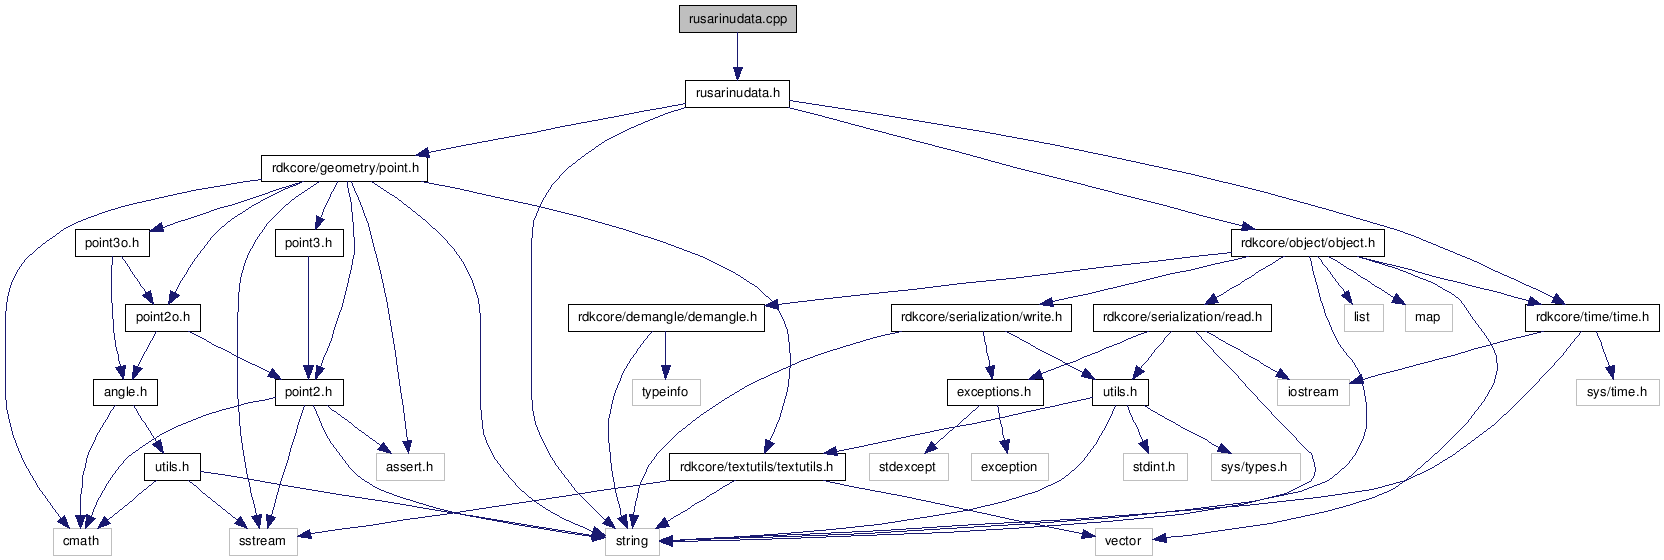 rusarinudata.cpp
rusarinudata.h
rdkcore/geometry/point.h
point3o.h
point3.h
rdkcore/object/object.h
point2o.h
rdkcore/demangle/demangle.h
rdkcore/serialization/write.h
rdkcore/serialization/read.h
list
map
rdkcore/time/time.h
angle.h
point2.h
typeinfo
exceptions.h
utils.h
iostream
sys/time.h
utils.h
assert.h
rdkcore/textutils/textutils.h
stdexcept
exception
stdint.h
sys/types.h
cmath
sstream
string
vector